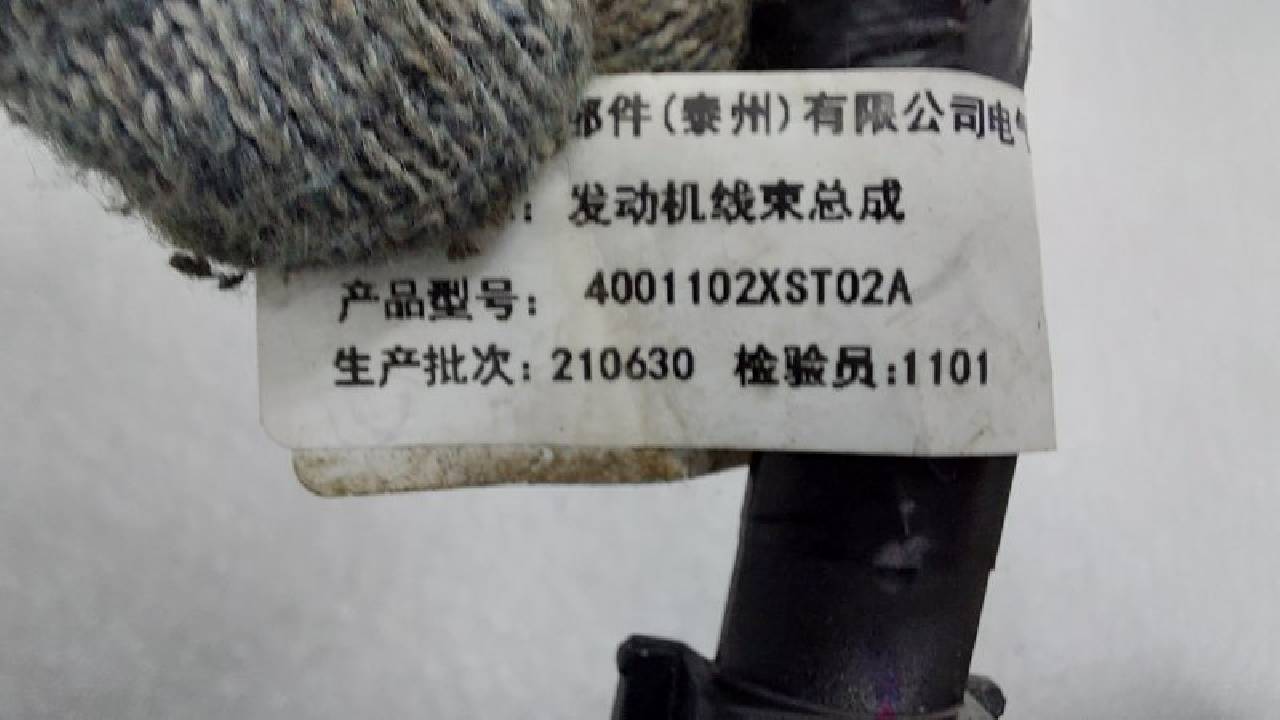 部件(泰州)有限公司电气
：发动机线束总成
产品型号：4001102XST02A
生产批次：210630 检验员：1101